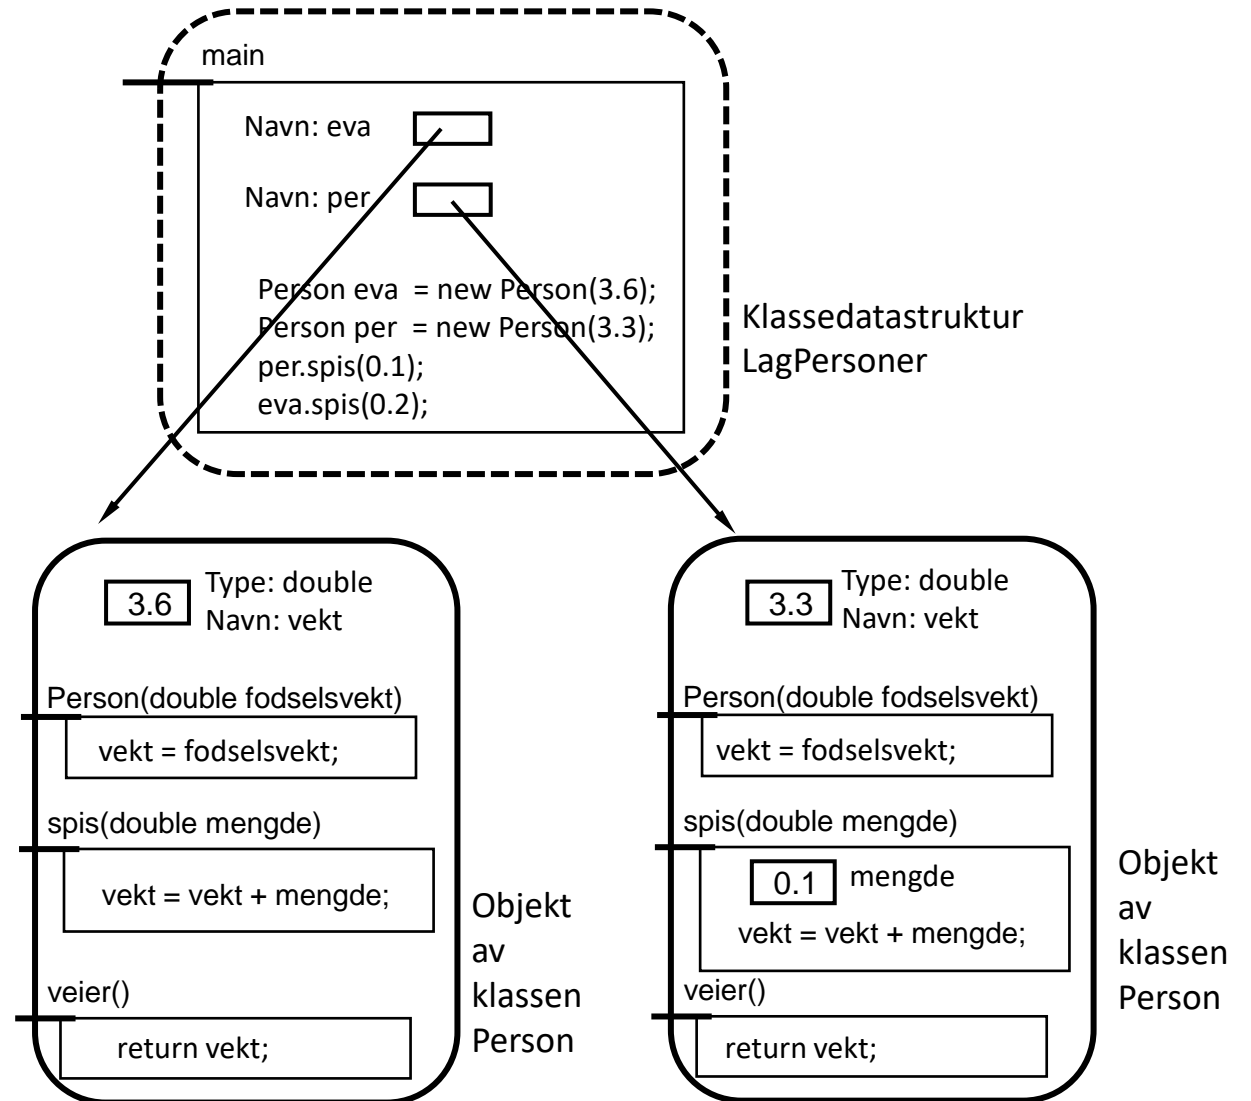 main
Navn: eva
Navn: per
Person eva = new Person(3.6);
Person per = new Person(3.3);
per.spis(0.1);
eva.spis(0.2);
Klassedatastruktur
LagPersoner
3.6
Type: double
Navn: vekt
Person(double fodselsvekt)
vekt = fodselsvekt;
spis(double mengde)
vekt = vekt + mengde;
veier()
return vekt;
Objekt
av
klassen
Person
3.3
Type: double
Navn: vekt
Person(double fodselsvekt)
vekt = fodselsvekt;
spis(double mengde)
0.1 mengde
vekt = vekt + mengde;
veier()
return vekt;
Objekt
av
klassen
Person